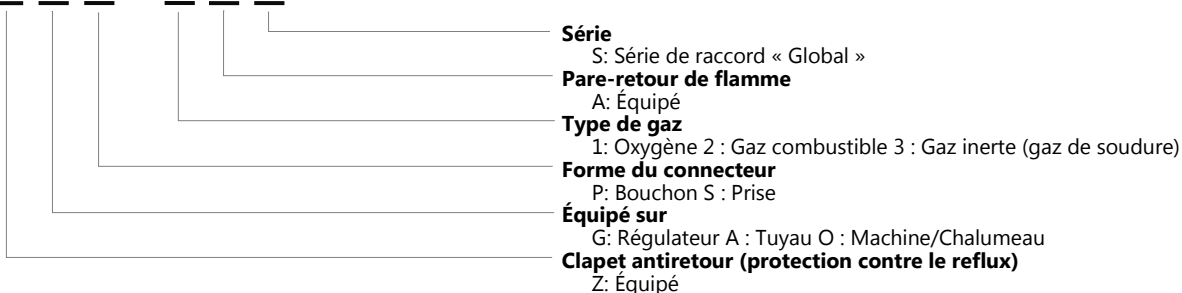 Série
S: Série de raccord « Global »
Pare-retour de flamme
A: Équipé
Type de gaz
1: Oxygène 2 : Gaz combustible 3 : Gaz inerte (gaz de soudure)
Forme du connecteur
P: Bouchon S : Prise
Équipé sur
G: Régulateur A : Tuyau O : Machine/Chalumeau
Clapet antiretour (protection contre le reflux)
Z: Équipé